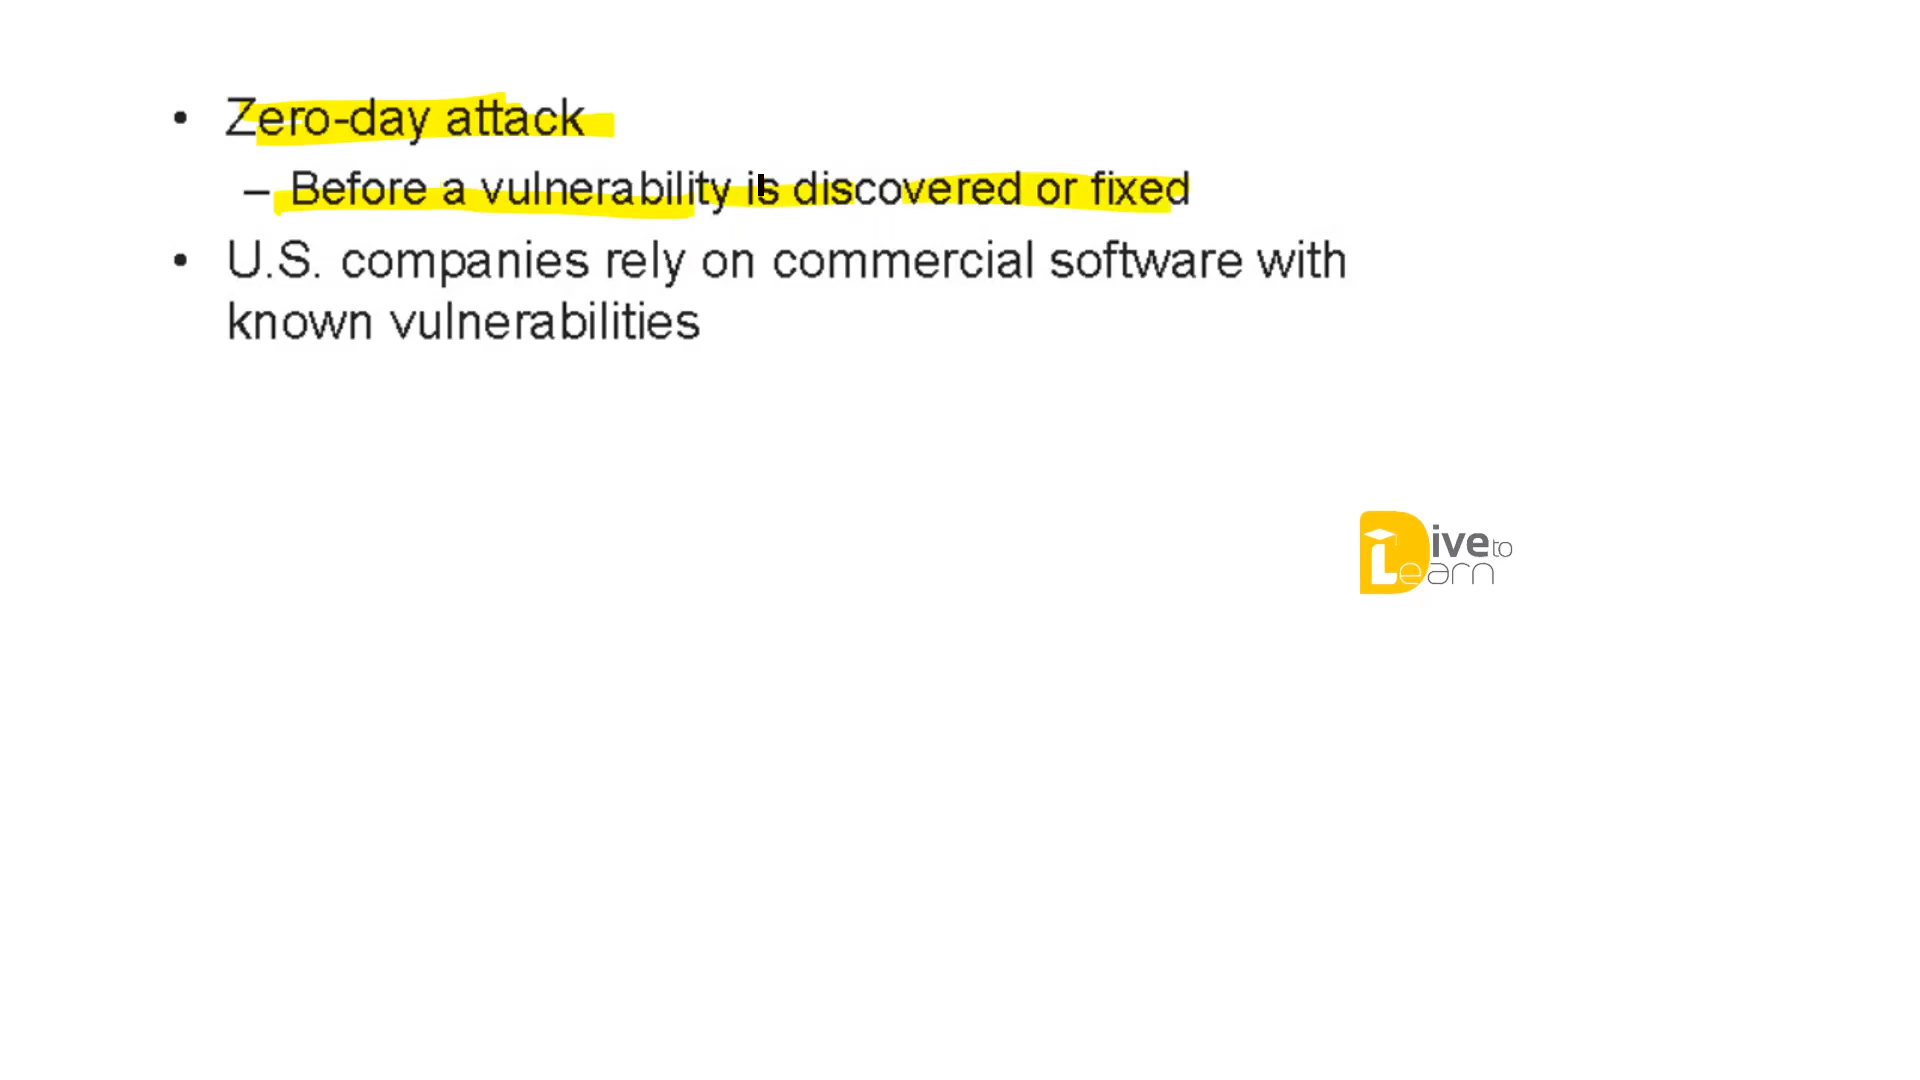 • Zero-day attack
– Before a vulnerability is discovered or fixed
• U.S. companies rely on commercial software with
known vulnerabilities
Dive to
Learn